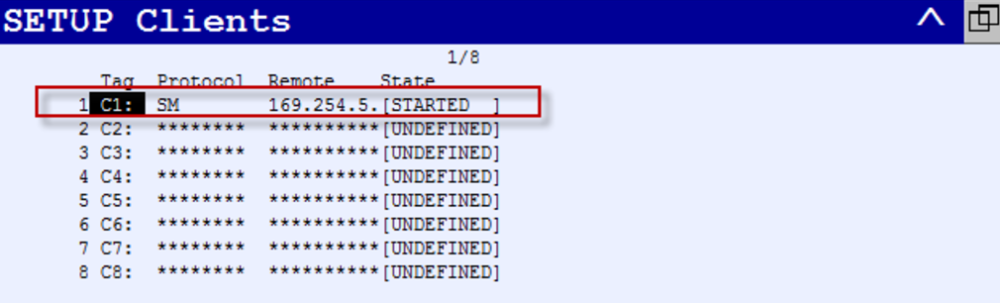 SETUP Clients
1/8
Tag Protocol Remote State
1 C1: SM 169.254.5.[STARTED ]
2 C2: ******** **********[UNDEFINED]
3 C3: ******** **********[UNDEFINED]
4 C4: ******** **********[UNDEFINED]
5 C5: ******** **********[UNDEFINED]
6 C6: ******** **********[UNDEFINED]
7 C7: ******** **********[UNDEFINED]
8 C8: ******** **********[UNDEFINED]